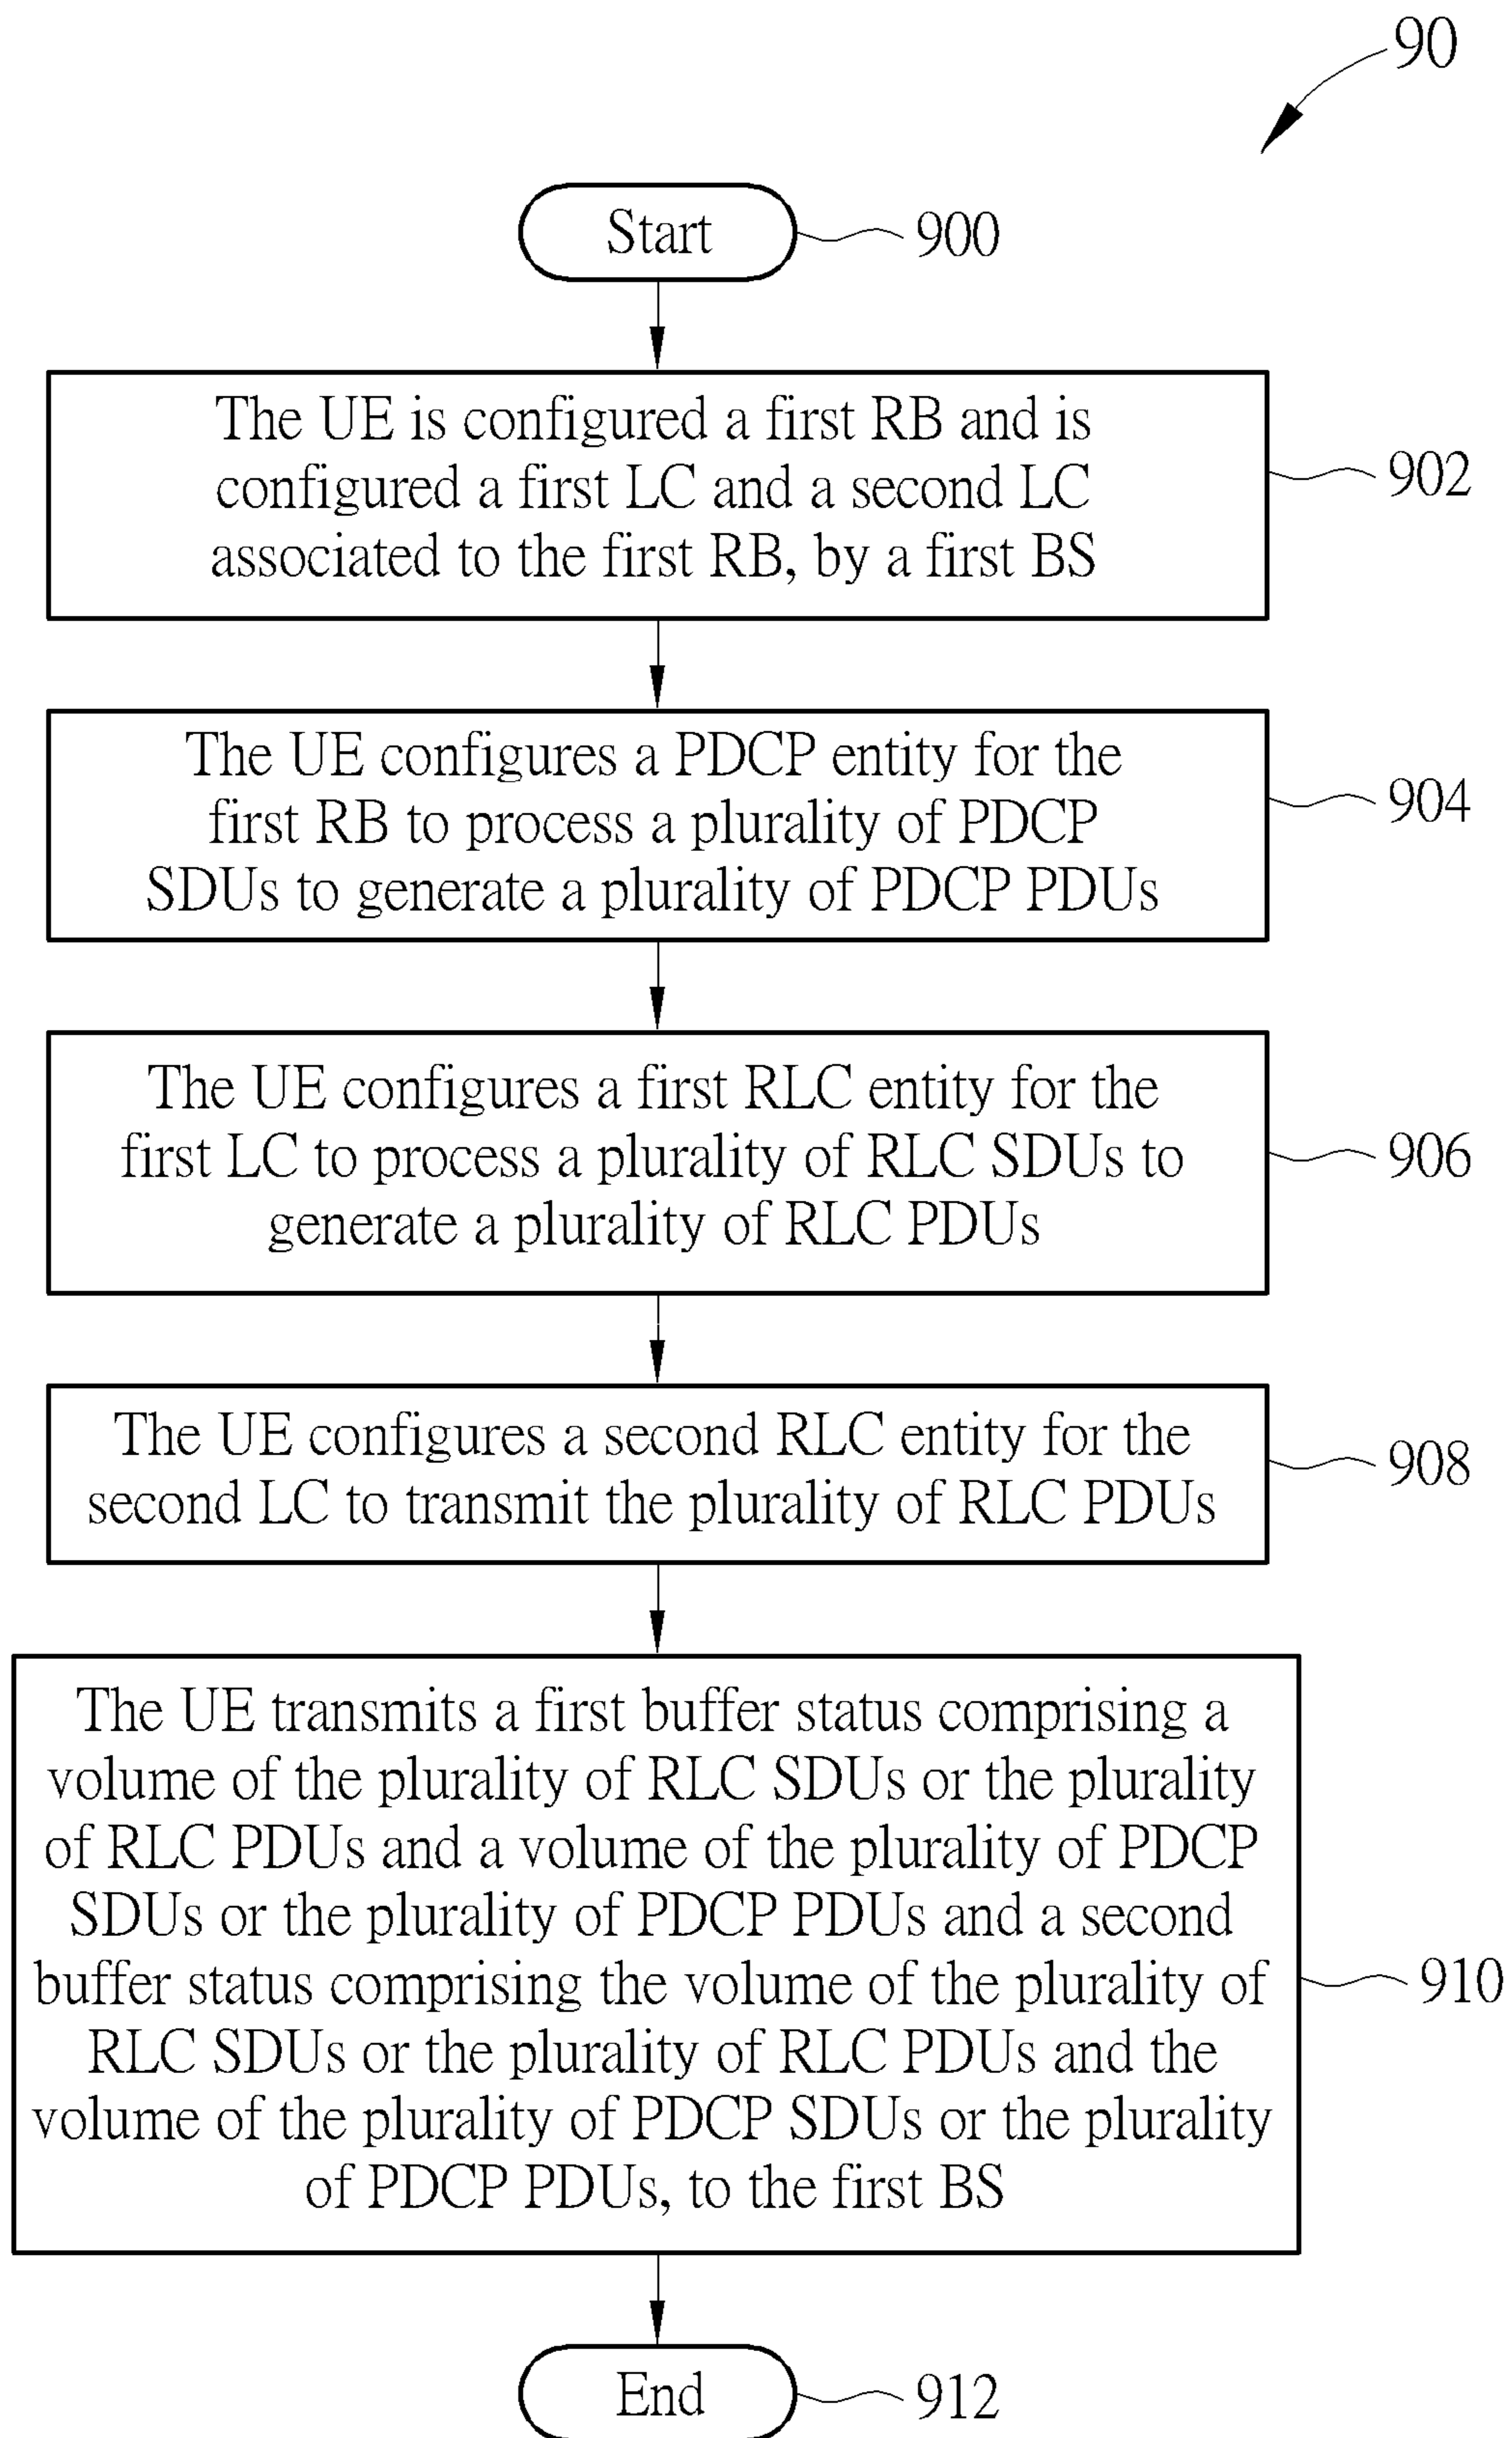 90
Start
900
The UE is configured a first RB and is
configured a first LC and a second LC
associated to the first RB, by a first BS
902
The UE configures a PDCP entity for the
first RB to process a plurality of PDCP
SDUs to generate a plurality of PDCP PDUs
904
The UE configures a first RLC entity for the
first LC to process a plurality of RLC SDUs to
generate a plurality of RLC PDUs
906
The UE configures a second RLC entity for the
second LC to transmit the plurality of RLC PDUs
908
The UE transmits a first buffer status comprising a
volume of the plurality of RLC SDUs or the plurality
of RLC PDUs and a volume of the plurality of PDCP
SDUs or the plurality of PDCP PDUs and a second
buffer status comprising the volume of the plurality of
RLC SDUs or the plurality of RLC PDUs and the
volume of the plurality of PDCP SDUs or the plurality
of PDCP PDUs, to the first BS
910
End
912